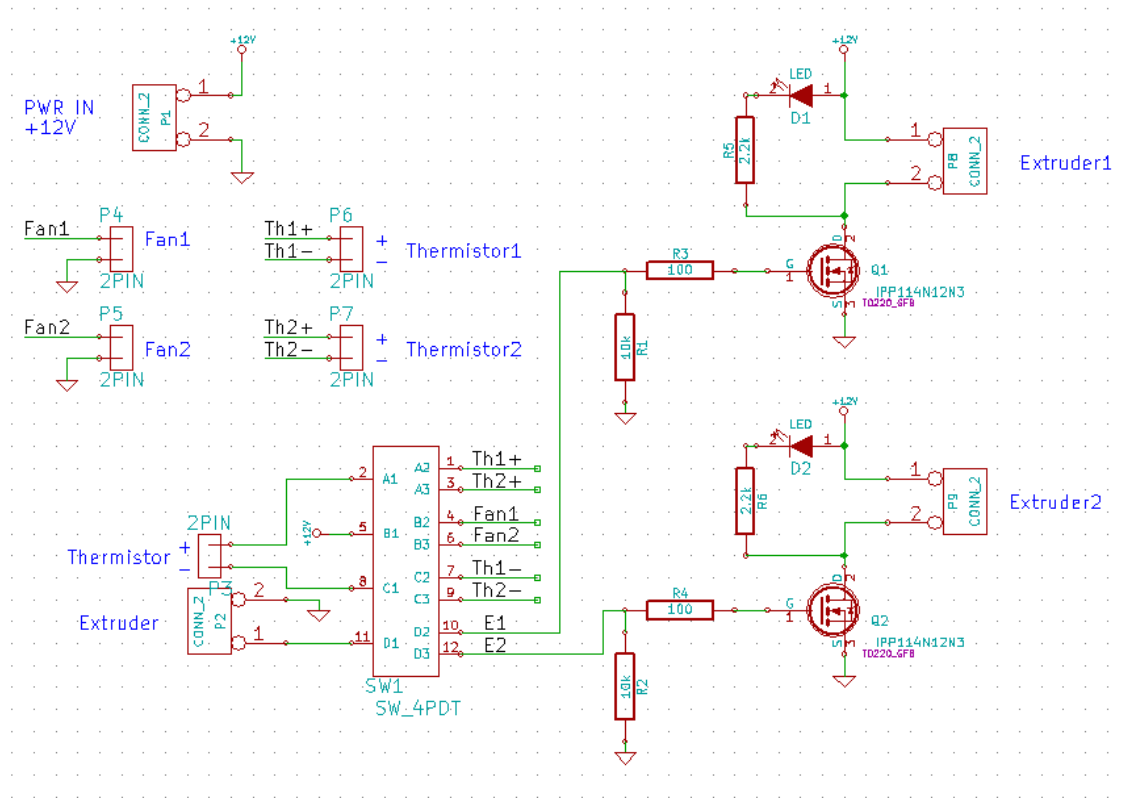 +12V
PWR IN
+12V
CONN_2
P1
1
2
P4
Fan1
Fan1
2PIN
P5
Fan2
Fan2
2PIN
P6
Th1+
Th1-
+
-
Thermistor1
2PIN
P7
Th2+
Th2-
+
-
Thermistor2
2PIN
2PIN
Thermistor
+
-
P3
CONN_2
P2
2
1
Extruder
+12V
2
5
8
11
A1
B1
C1
D1
A2
A3
B2
B3
C2
C3
D2
D3
1
3
4
6
7
9
10
12
Th1+
Th2+
Fan1
Fan2
Th1-
Th2-
E1
E2
SW1
SW_4PDT
+12V
LED
2
1
D1
R5
2.2k
1
2
P8
CONN_2
Extruder1
R3
100
10k
R1
G
1
D
2
S
3
Q1
IPP114N12N3
TO220_GFB
+12V
LED
2
1
D2
2.2k
R6
1
2
P9
CONN_2
Extruder2
R4
100
10k
R2
G
1
D
2
S
3
Q2
IPP114N12N3
TO220_GFB